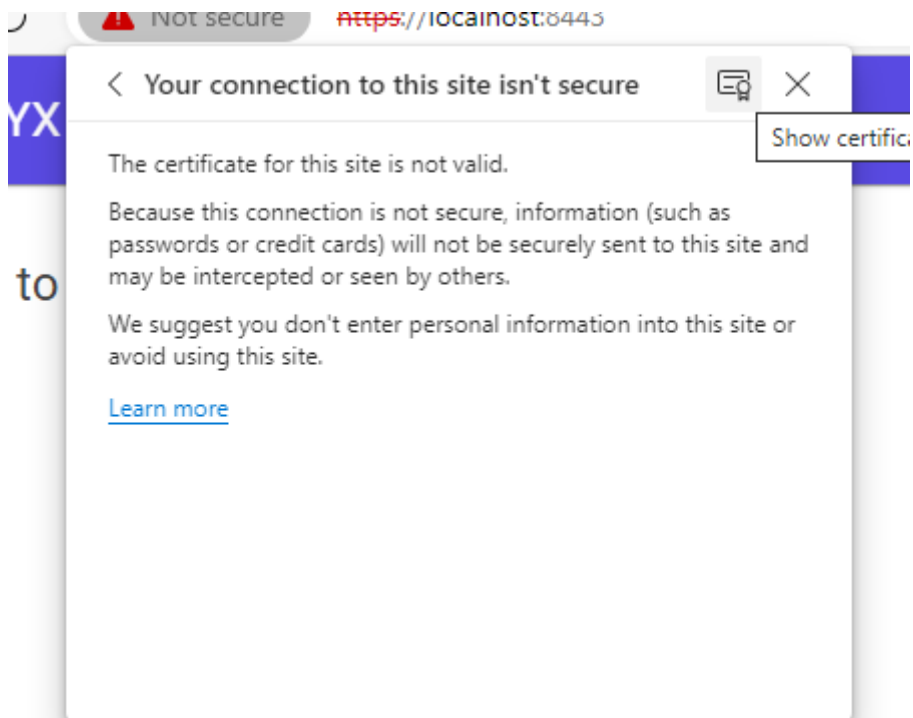 Not secure https://localhost:8443
Your connection to this site isn't secure
YX
Show certifica
The certificate for this site is not valid.
Because this connection is not secure, information (such as
passwords or credit cards) will not be securely sent to this site and
to
may be intercepted or seen by others.
We suggest you don't enter personal information into this site or
avoid using this site.
Learn more